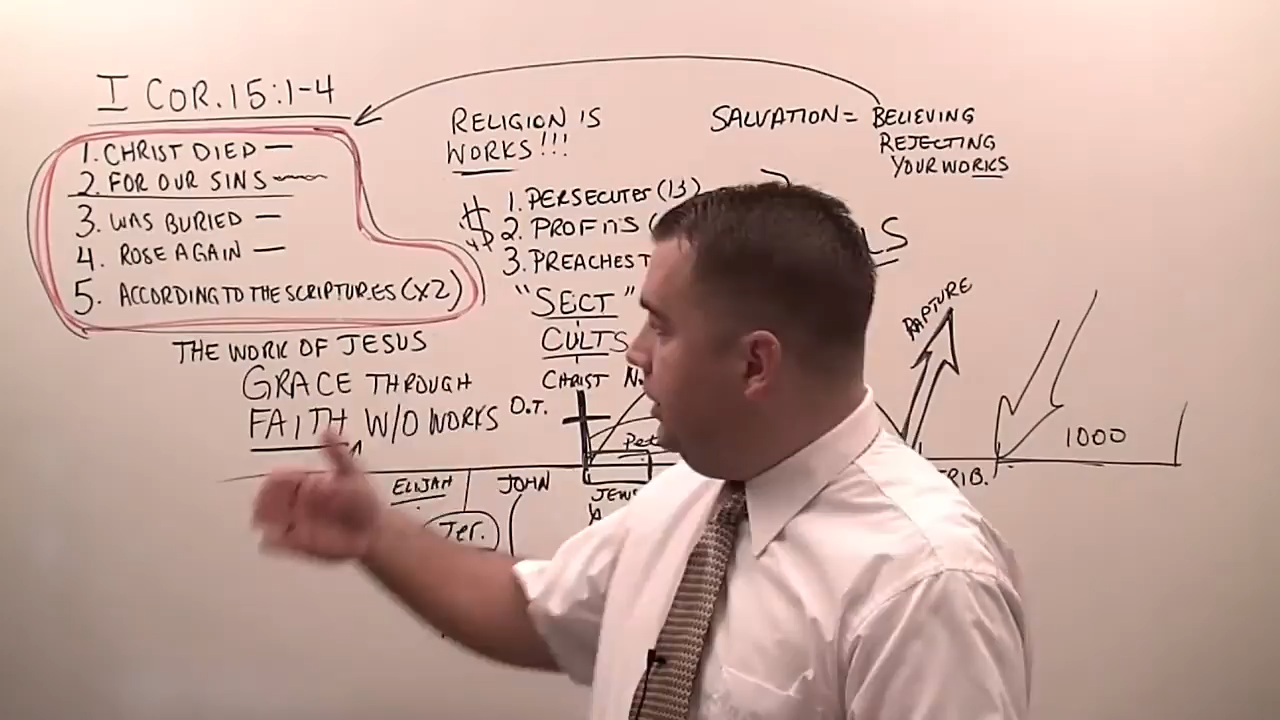 I COR. 15:1-4
1. CHRIST DIED —
2. FOR OUR SINS
3. WAS BURIED —
4. ROSE AGAIN —
5. ACCORDING TO THE SCRIPTURES (X2)
THE WORK OF JESUS
GRACE THROUGH
FAITH W/O WORKS
RELIGION IS
WORKS!!!
$ 1. PERSECUTES (13)
2. PROFITS (
3. PREACHES
"SECT"
CULTS
CHRIST
O.T.
SALVATION = BELIEVING
REJECTING
YOUR WORKS
RAPTURE
1000
ELIJAH
JOHN
JEWS
Jer.